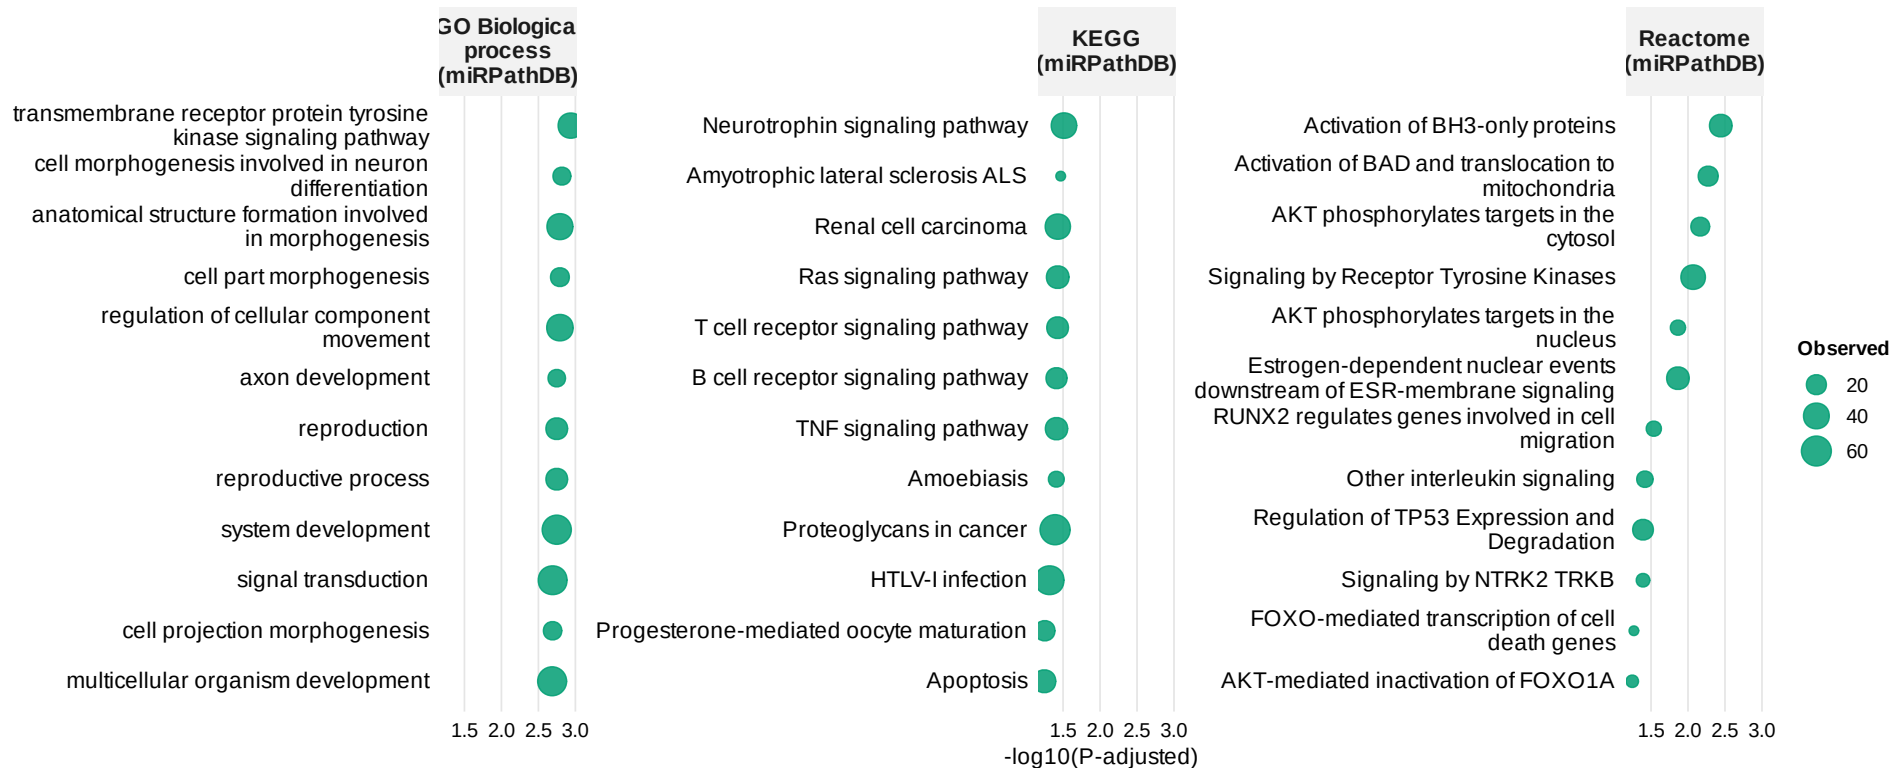 GO Biologica
process
(miRPathDB)
transmembrane receptor protein tyrosine
kinase signaling pathway
cell morphogenesis involved in neuron
differentiation
anatomical structure formation involved
in morphogenesis
cell part morphogenesis
regulation of cellular component
movement
axon development
reproduction
reproductive process
system development
signal transduction
cell projection morphogenesis
multicellular organism development
1.5 2.0 2.5 3.0
KEGG
(miRPathDB)
Neurotrophin signaling pathway
Amyotrophic lateral sclerosis ALS
Renal cell carcinoma
Ras signaling pathway
T cell receptor signaling pathway
B cell receptor signaling pathway
TNF signaling pathway
Amoebiasis
Proteoglycans in cancer
HTLV-I infection
Progesterone-mediated oocyte maturation
Apoptosis
1.5 2.0 2.5 3.0
-log10(P-adjusted)
Reactome
(miRPathDB)
Activation of BH3-only proteins
Activation of BAD and translocation to
mitochondria
AKT phosphorylates targets in the
cytosol
Signaling by Receptor Tyrosine Kinases
AKT phosphorylates targets in the
nucleus
Estrogen-dependent nuclear events
downstream of ESR-membrane signaling
RUNX2 regulates genes involved in cell
migration
Other interleukin signaling
Regulation of TP53 Expression and
Degradation
Signaling by NTRK2 TRKB
FOXO-mediated transcription of cell
death genes
AKT-mediated inactivation of FOXO1A
1.5 2.0 2.5 3.0
Observed
20
40
60